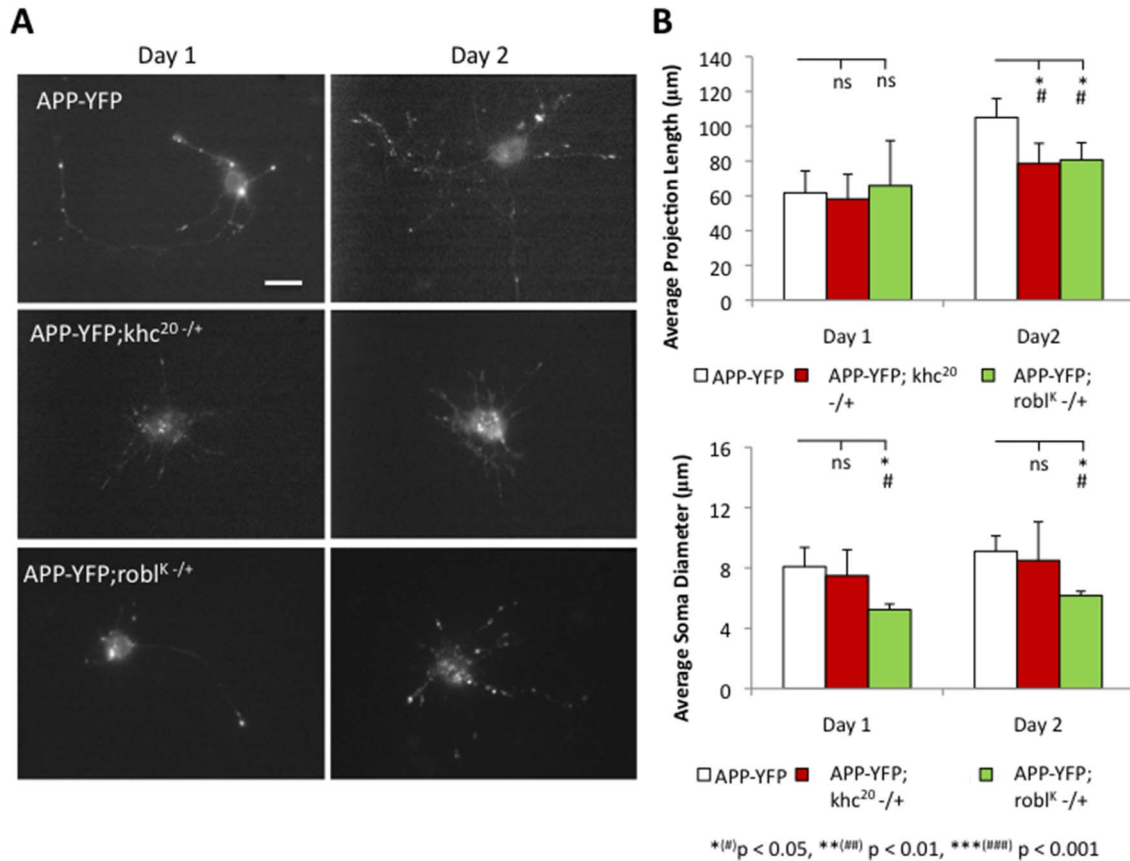 A
Day 1 Day 2
APP-YFP
APP-YFP;khc²⁰ ⁻/⁺
APP-YFP;roblᴷ ⁻/⁺
B
Average Projection Length (μm)
140
120
100
80
60
40
20
0
ns ns
* *
# #
Day 1 Day2
APP-YFP APP-YFP; khc²⁰ APP-YFP;
-/+ roblᴷ -/+
Average Soma Diameter (μm)
16
12
8
4
0
ns * ns *
# #
Day 1 Day 2
APP-YFP APP-YFP; APP-YFP;
khc²⁰ -/+ roblᴷ -/+
*⁽#⁾p < 0.05, **⁽##⁾ p < 0.01, ***⁽###⁾ p < 0.001